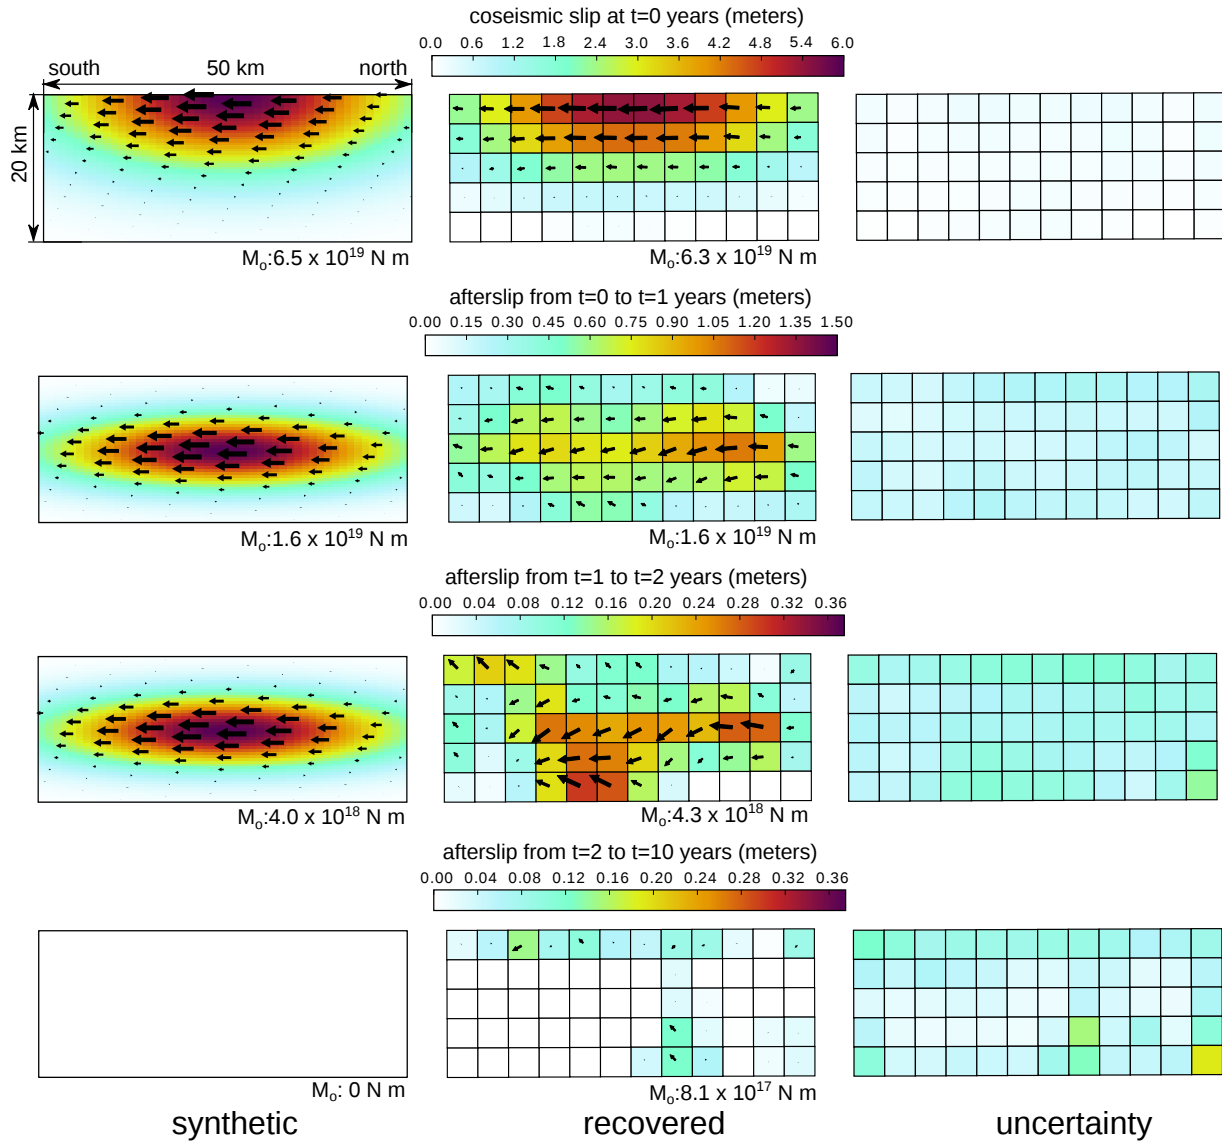 coseismic slip at t=0 years (meters)
0.0 0.6 1.2 1.8 2.4 3.0 3.6 4.2 4.8 5.4 6.0
south 50 km north
20 km
Mo:6.5 x 10^19 N m
Mo:6.3 x 10^19 N m
afterslip from t=0 to t=1 years (meters)
0.00 0.15 0.30 0.45 0.60 0.75 0.90 1.05 1.20 1.35 1.50
Mo:1.6 x 10^19 N m
Mo:1.6 x 10^19 N m
afterslip from t=1 to t=2 years (meters)
0.00 0.04 0.08 0.12 0.16 0.20 0.24 0.28 0.32 0.36
Mo:4.0 x 10^18 N m
Mo:4.3 x 10^18 N m
afterslip from t=2 to t=10 years (meters)
0.00 0.04 0.08 0.12 0.16 0.20 0.24 0.28 0.32 0.36
Mo: 0 N m
Mo:8.1 x 10^17 N m
synthetic recovered uncertainty